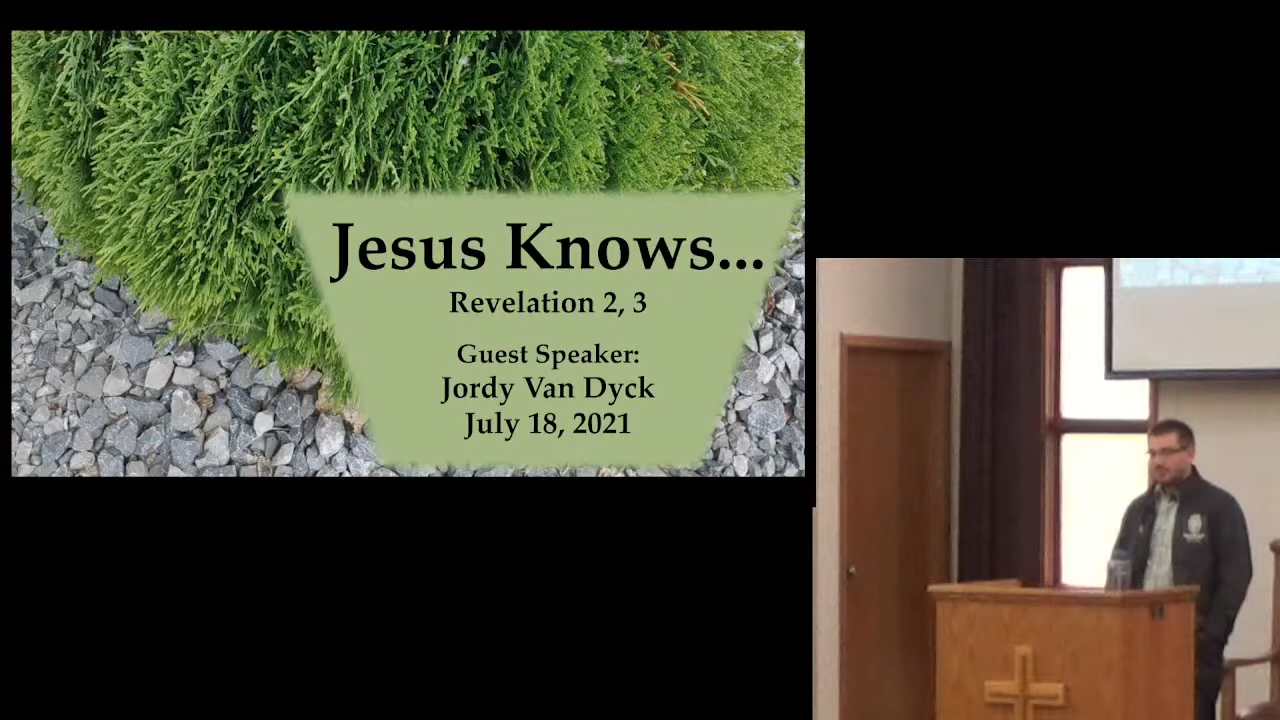 Jesus Knows...
Revelation 2, 3
Guest Speaker:
Jordy Van Dyck
July 18, 2021